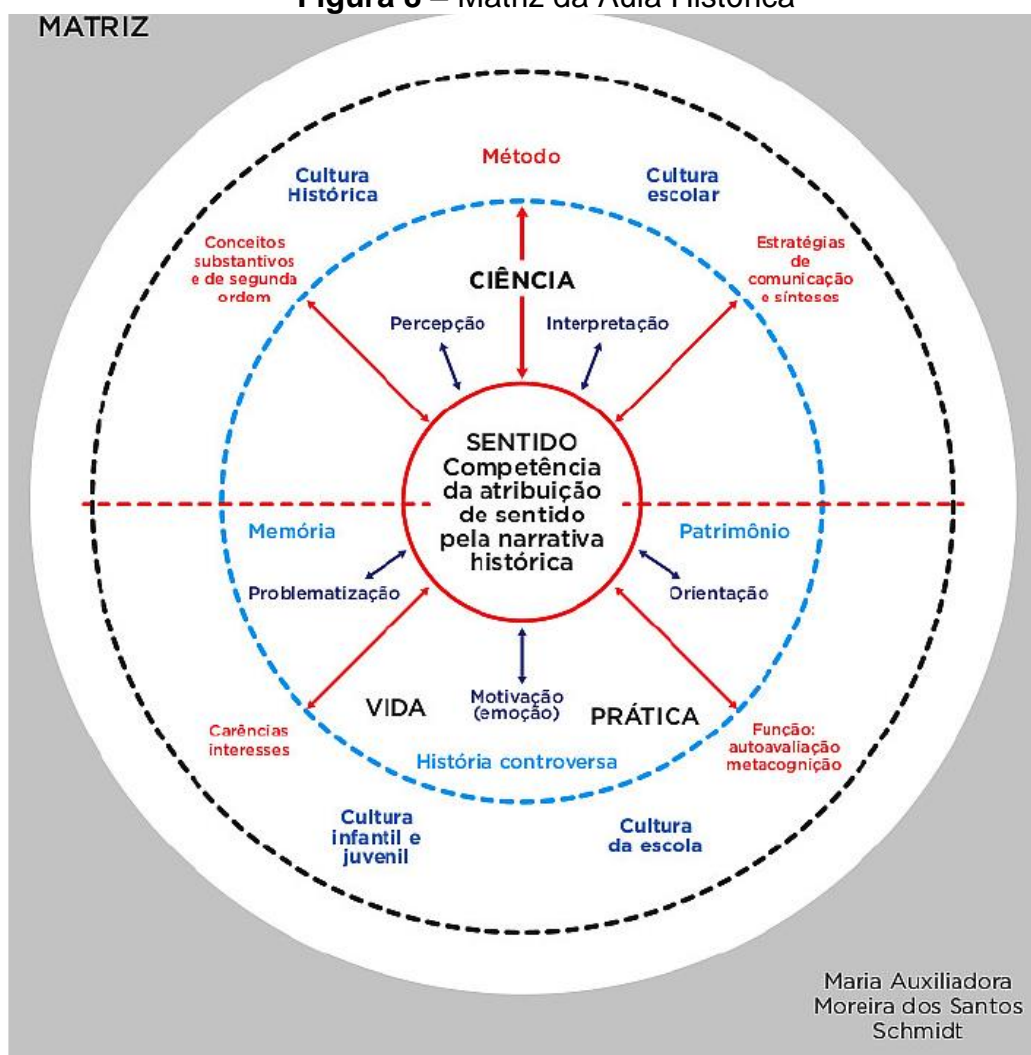 Figura 6 – Matriz da Aula Histórica
MATRIZ
Método
Cultura
Histórica
Cultura
escolar
Conceitos
substantivos
e de segunda
ordem
Estratégias
de
comunicação
e sínteses
CIÊNCIA
Percepção
Interpretação
SENTIDO
Competência
da atribuição
de sentido
pela narrativa
histórica
Memória
Patrimônio
Problematização
Orientação
VIDA
Motivação
(emoção)
PRÁTICA
Carências
interesses
Função:
autoavaliação
metacognição
História controversa
Cultura
infantil e
juvenil
Cultura
da escola
Maria Auxiliadora
Moreira dos Santos
Schmidt